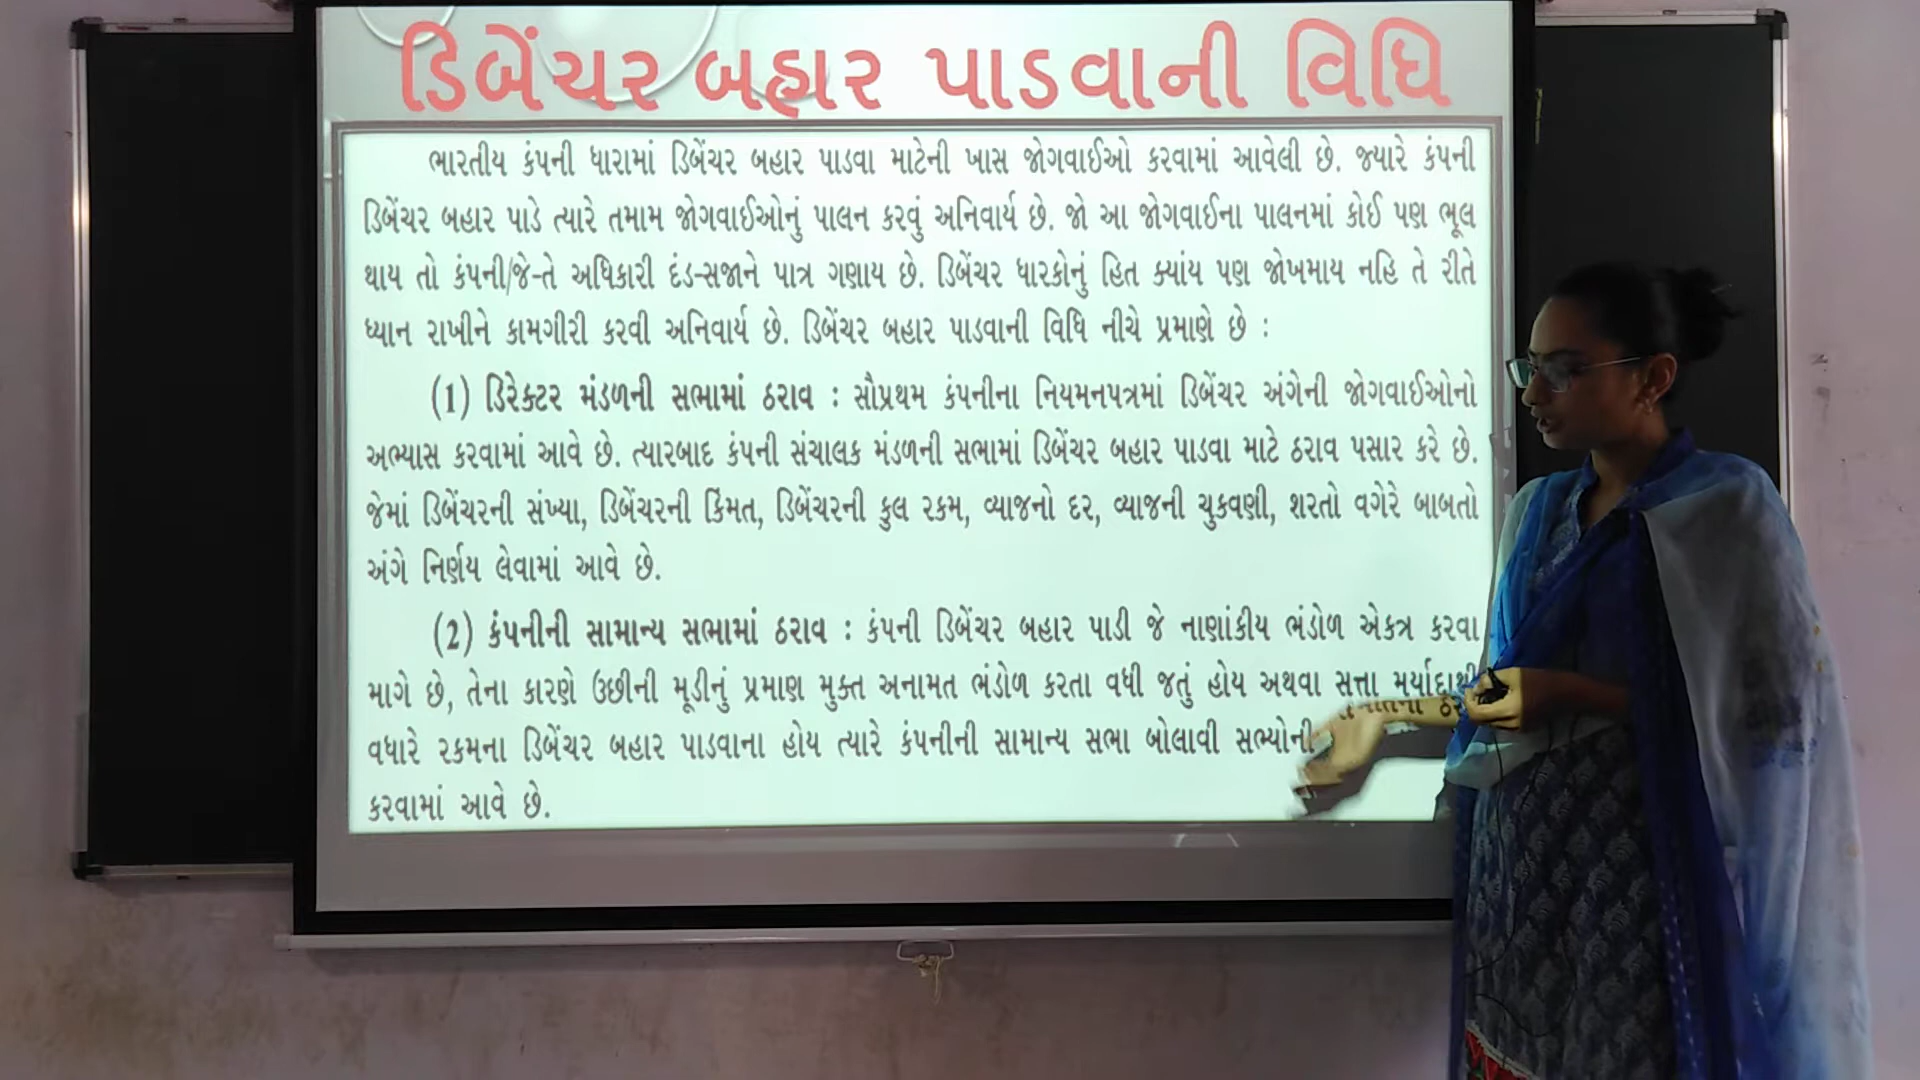 ડિબેંચર બહાર પાડવાની વિધિ
ભારતીય કંપની ધારામાં ડિબેંચર બહાર પાડવા માટેની ખાસ જોગવાઈઓ કરવામાં આવેલી છે. જ્યારે કંપની
ડિબેંચર બહાર પાડે ત્યારે તમામ જોગવાઈઓનું પાલન કરવું અનિવાર્ય છે. જો આ જોગવાઈના પાલનમાં કોઈ પણ ભૂલ
થાય તો કંપની/જે-તે અધિકારી દંડ-સજાને પાત્ર ગણાય છે. ડિબેંચર ધારકોનું હિત ક્યાંય પણ જોખમાય નહિ તે રીતે
ધ્યાન રાખીને કામગીરી કરવી અનિવાર્ય છે. ડિબેંચર બહાર પાડવાની વિધિ નીચે પ્રમાણે છે :
(1) ડિરેક્ટર મંડળની સભામાં ઠરાવ : સૌપ્રથમ કંપનીના નિયમનપત્રમાં ડિબેંચર અંગેની જોગવાઈઓનો
અભ્યાસ કરવામાં આવે છે. ત્યારબાદ કંપની સંચાલક મંડળની સભામાં ડિબેંચર બહાર પાડવા માટે ઠરાવ પસાર કરે છે.
જેમાં ડિબેંચરની સંખ્યા, ડિબેંચરની કિંમત, ડિબેંચરની કુલ રકમ, વ્યાજનો દર, વ્યાજની ચુકવણી, શરતો વગેરે બાબતો
અંગે નિર્ણય લેવામાં આવે છે.
(2) કંપનીની સામાન્ય સભામાં ઠરાવ : કંપની ડિબેંચર બહાર પાડી જે નાણાંકીય ભંડોળ એકત્ર કરવા
માગે છે, તેના કારણે ઉછીની મૂડીનું પ્રમાણ મુક્ત અનામત ભંડોળ કરતા વધી જતું હોય અથવા સત્તા મર્યાદાથી
વધારે રકમના ડિબેંચર બહાર પાડવાના હોય ત્યારે કંપનીની સામાન્ય સભા બોલાવી સભ્યોની
કરવામાં આવે છે.